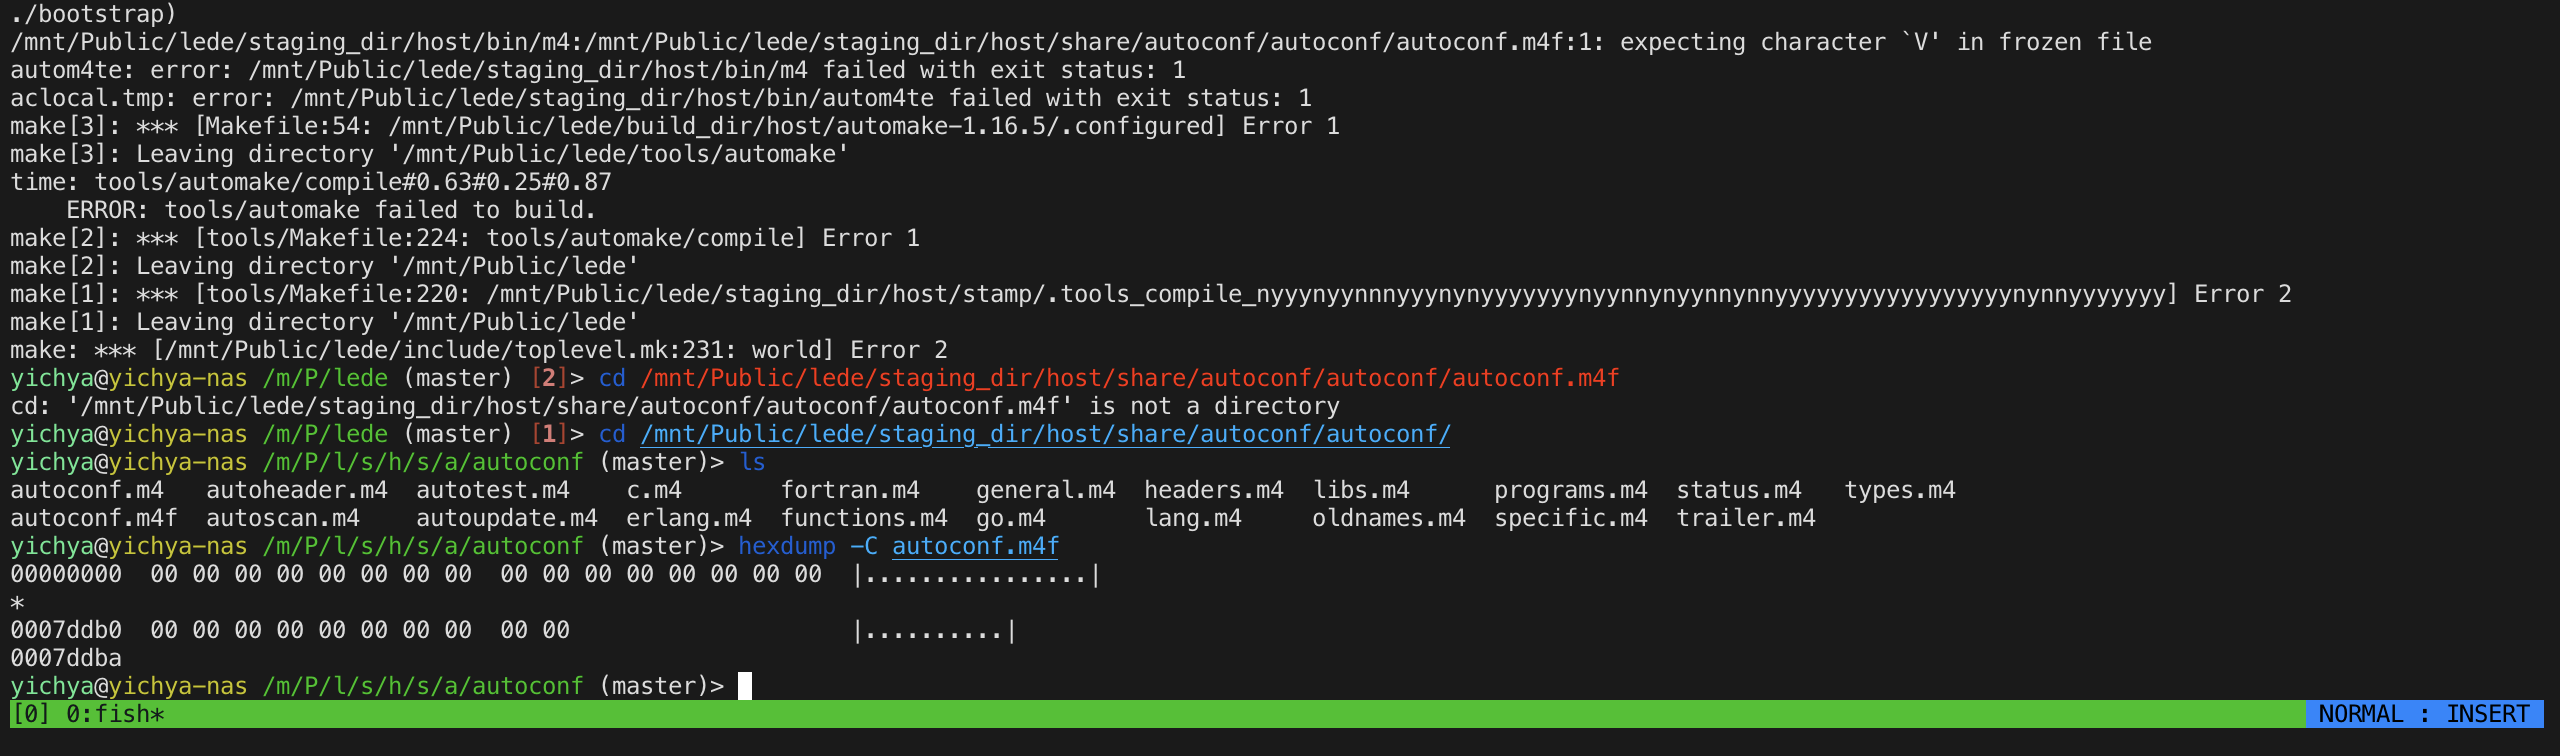 ./bootstrap)
/mnt/Public/lede/staging_dir/host/bin/m4:/mnt/Public/lede/staging_dir/host/share/autoconf/autoconf/autoconf.m4f:1: expecting character `V' in frozen file
autom4te: error: /mnt/Public/lede/staging_dir/host/bin/m4 failed with exit status: 1
aclocal.tmp: error: /mnt/Public/lede/staging_dir/host/bin/autom4te failed with exit status: 1
make[3]: *** [Makefile:54: /mnt/Public/lede/build_dir/host/automake-1.16.5/.configured] Error 1
make[3]: Leaving directory '/mnt/Public/lede/tools/automake'
time: tools/automake/compile#0.63#0.25#0.87
    ERROR: tools/automake failed to build.
make[2]: *** [tools/Makefile:224: tools/automake/compile] Error 1
make[2]: Leaving directory '/mnt/Public/lede'
make[1]: *** [tools/Makefile:220: /mnt/Public/lede/staging_dir/host/stamp/.tools_compile_nyyynyynnnyyynynyyyyyyynyynnynyynnynnyyyyyyyyyyyyyyyyynynnyyyyyyy] Error 2
make[1]: Leaving directory '/mnt/Public/lede'
make: *** [/mnt/Public/lede/include/toplevel.mk:231: world] Error 2
yichya@yichya-nas /m/P/lede (master) [2]> cd /mnt/Public/lede/staging_dir/host/share/autoconf/autoconf/autoconf.m4f
cd: '/mnt/Public/lede/staging_dir/host/share/autoconf/autoconf/autoconf.m4f' is not a directory
yichya@yichya-nas /m/P/lede (master) [1]> cd /mnt/Public/lede/staging_dir/host/share/autoconf/autoconf/
yichya@yichya-nas /m/P/l/s/h/s/a/autoconf (master)> ls
autoconf.m4   autoheader.m4  autotest.m4    c.m4       fortran.m4    general.m4  headers.m4  libs.m4      programs.m4  status.m4   types.m4
autoconf.m4f  autoscan.m4    autoupdate.m4  erlang.m4  functions.m4  go.m4       lang.m4     oldnames.m4  specific.m4  trailer.m4
yichya@yichya-nas /m/P/l/s/h/s/a/autoconf (master)> hexdump -C autoconf.m4f
00000000  00 00 00 00 00 00 00 00  00 00 00 00 00 00 00 00  |................|
*
0007ddb0  00 00 00 00 00 00 00 00  00 00                    |..........|
0007ddba
yichya@yichya-nas /m/P/l/s/h/s/a/autoconf (master)>
[0] 0:fish* NORMAL : INSERT